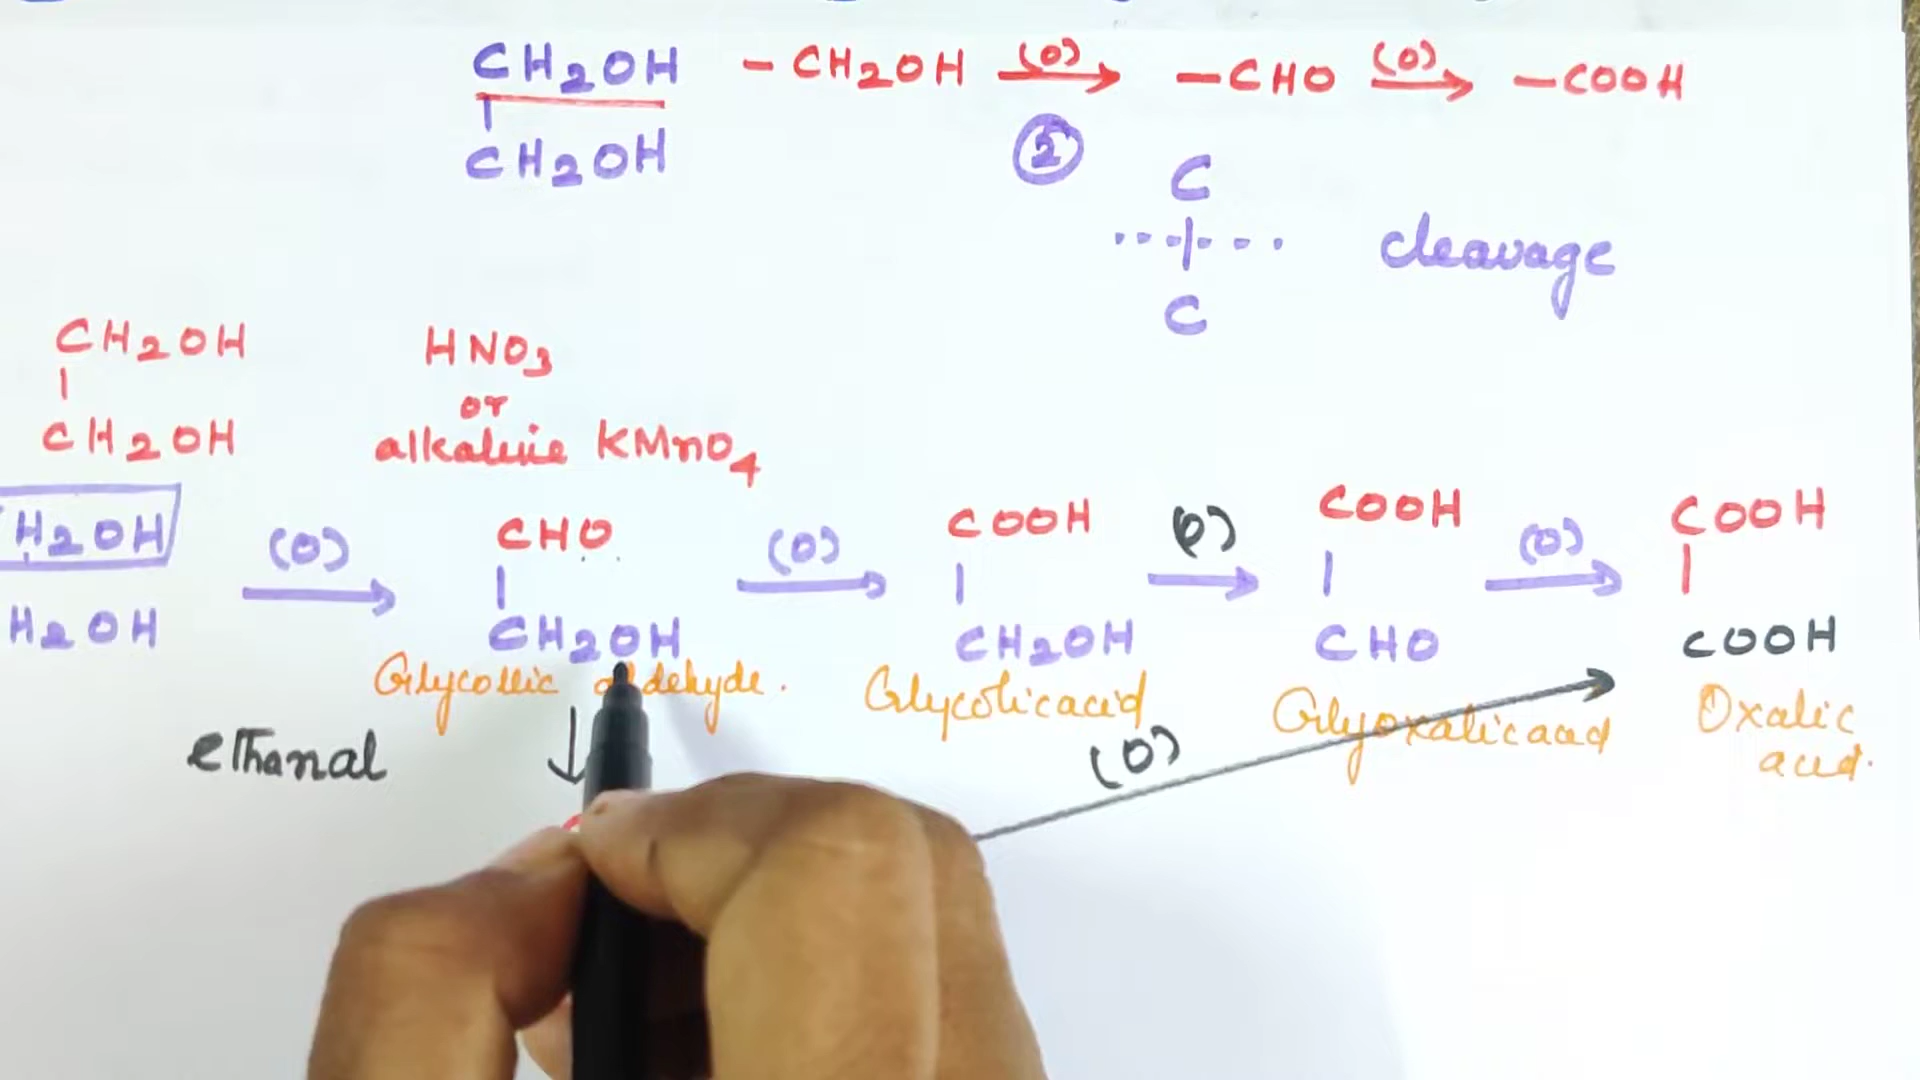 CH2OH -CH2OH (O) -CHO (O) -COOH
CH2OH
2
C
cleavage
C
CH2OH
CH2OH
HNO3
or
alkaline KMnO4
H2OH (O) CHO (O) COOH (O) COOH (O) COOH
H2OH CH2OH CH2OH CHO COOH
Glycollic aldehyde. Glycolic acid Glyoxalic acid Oxalic acid.
ethanal (O)